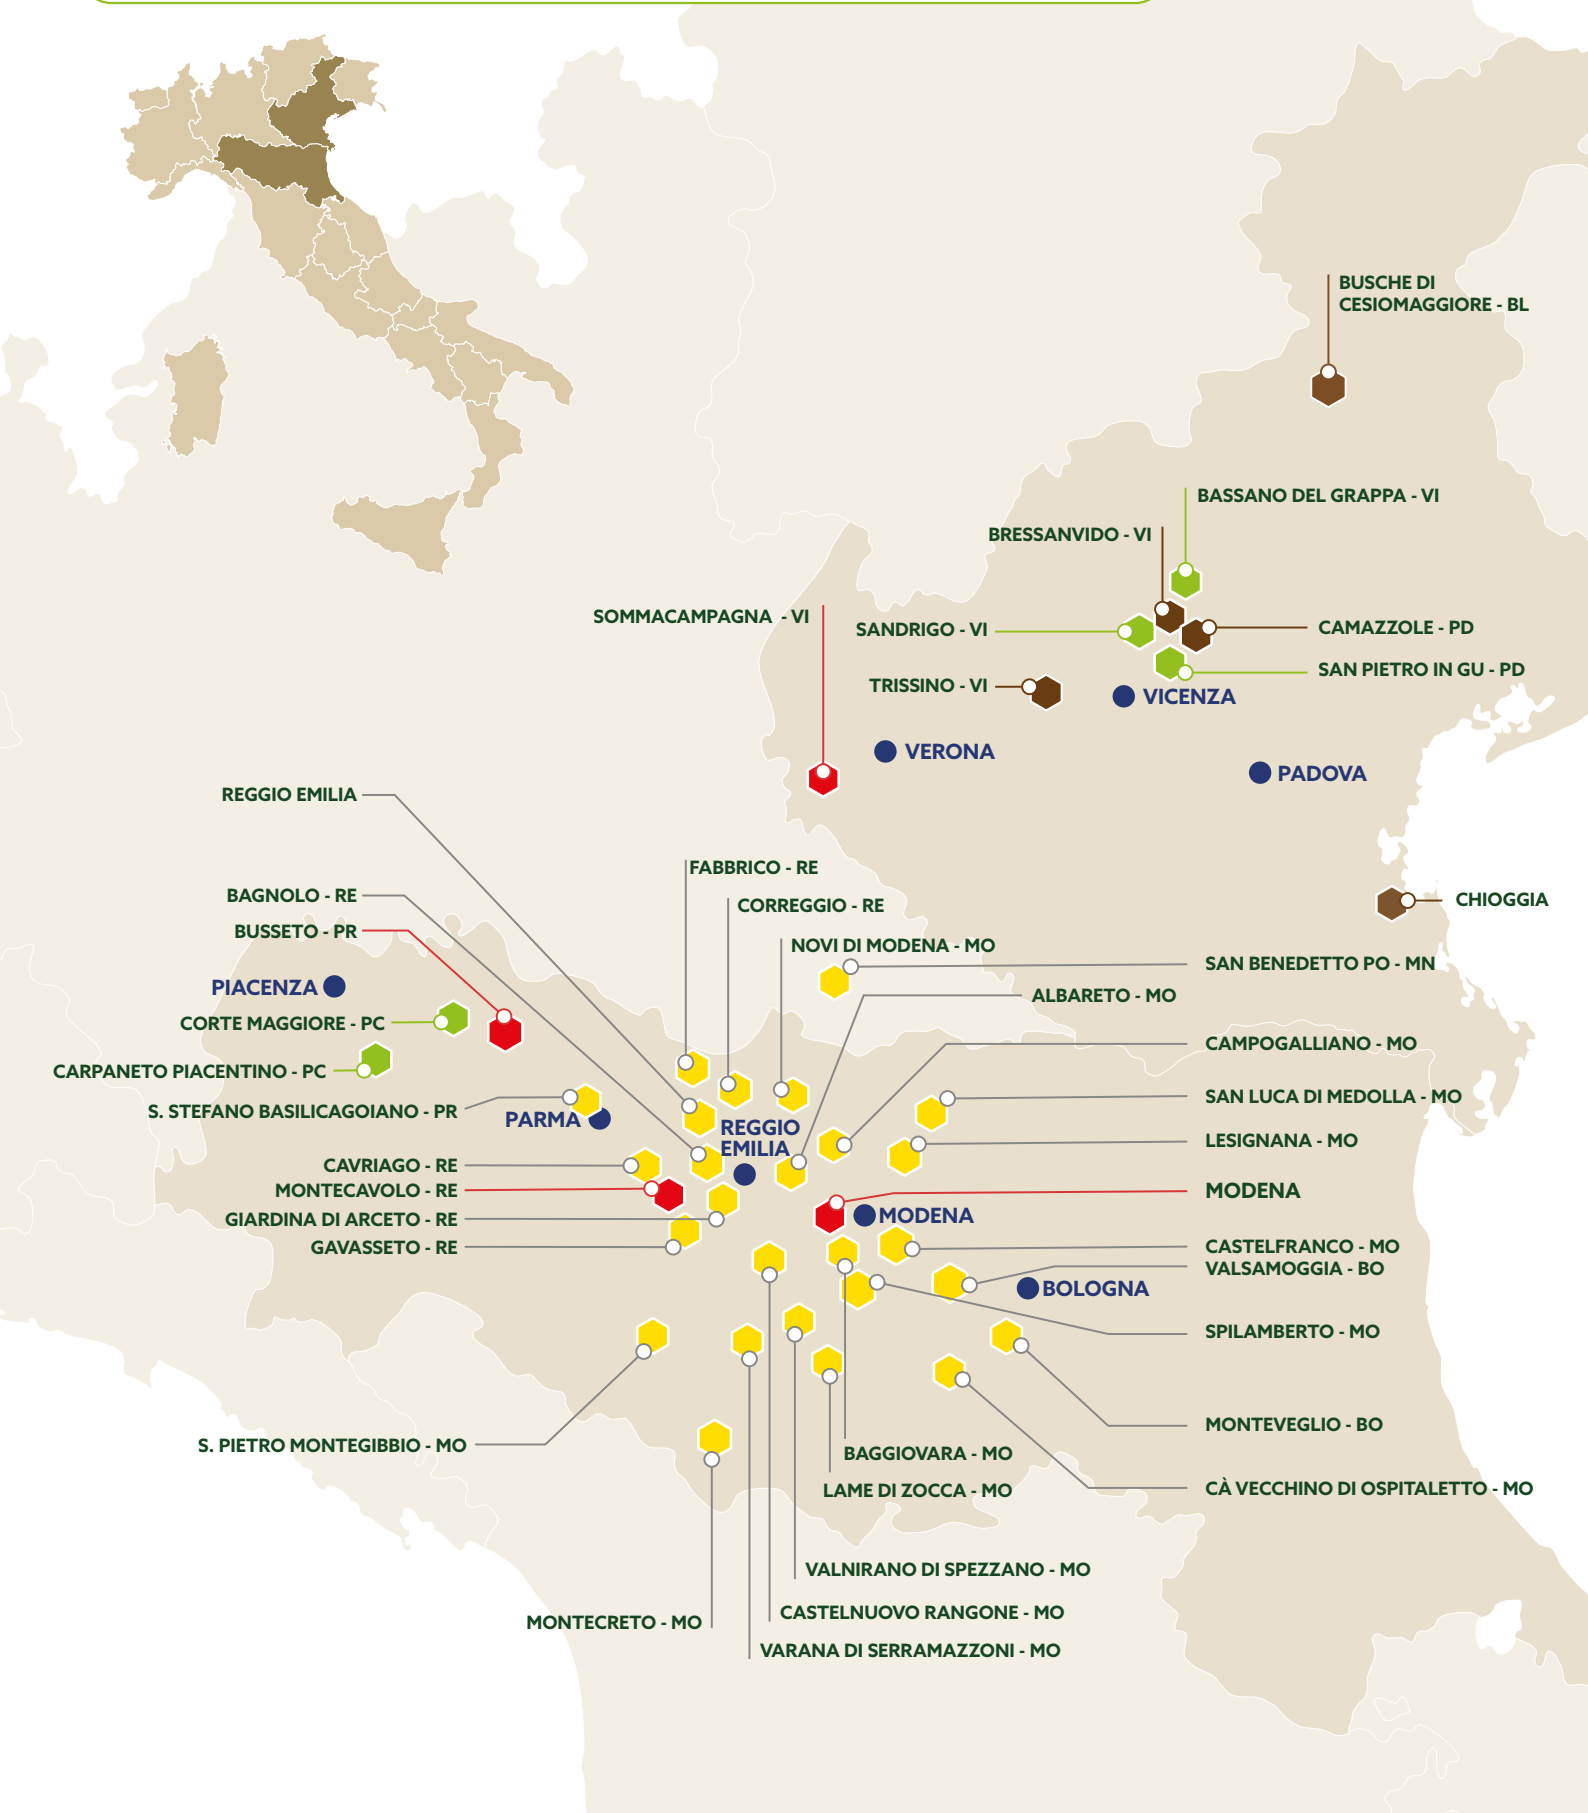 BUSCHE DI
CESIOMAGGIORE - BL
BASSANO DEL GRAPPA - VI
BRESSANVIDO - VI
SOMMACAMPAGNA - VI
SANDRIGO - VI
CAMAZZOLE - PD
SAN PIETRO IN GU - PD
TRISSINO - VI
VICENZA
VERONA
PADOVA
REGGIO EMILIA
FABBRICO - RE
BAGNOLO - RE
CORREGGIO - RE
CHIOGGIA
BUSSETO - PR
NOVI DI MODENA - MO
SAN BENEDETTO PO - MN
PIACENZA
ALBARETO - MO
CORTE MAGGIORE - PC
CAMPOGALLIANO - MO
CARPANETO PIACENTINO - PC
SAN LUCA DI MEDOLLA - MO
S. STEFANO BASILICAGOIANO - PR
PARMA
REGGIO
EMILIA
LESIGNANA - MO
CAVRIAGO - RE
MONTECAVOLO - RE
MODENA
GIARDINA DI ARCETO - RE
MODENA
GAVASSETO - RE
CASTELFRANCO - MO
VALSAMOGGIA - BO
BOLOGNA
SPILAMBERTO - MO
MONTEVEGLIO - BO
S. PIETRO MONTEGIBBIO - MO
BAGGIOVARA - MO
LAME DI ZOCCA - MO
CÀ VECCHINO DI OSPITALETTO - MO
VALNIRANO DI SPEZZANO - MO
CASTELNUOVO RANGONE - MO
MONTECRETO - MO
VARANA DI SERRAMAZZONI - MO